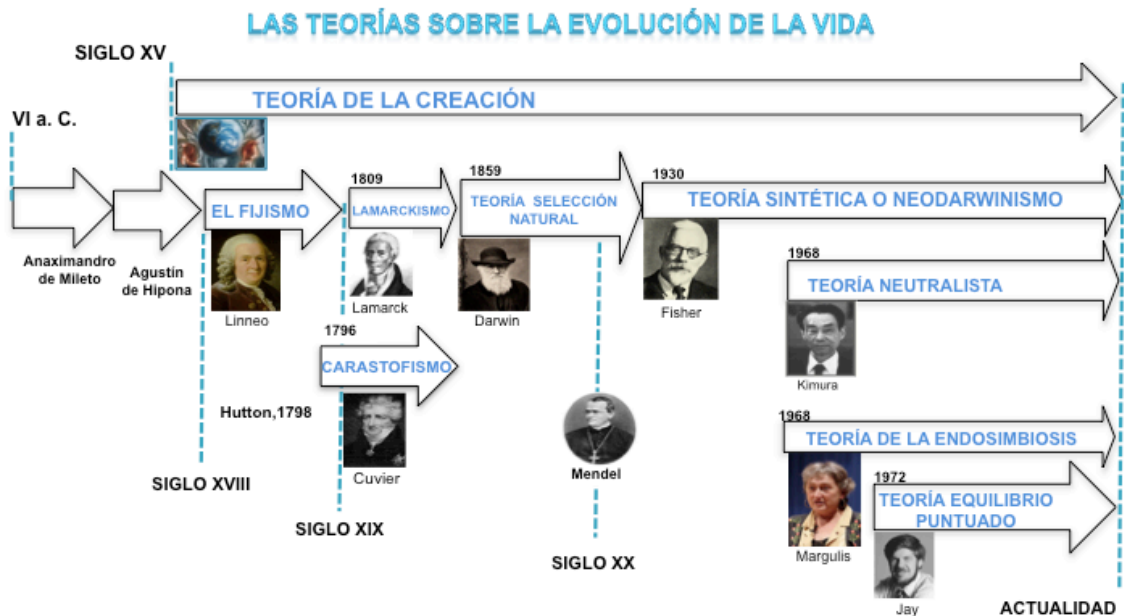 LAS TEORÍAS SOBRE LA EVOLUCIÓN DE LA VIDA
SIGLO XV
TEORÍA DE LA CREACIÓN
VI a. C.
Anaximandro
de Mileto
Agustín
de Hipona
EL FIJISMO
Linneo
1809
LAMARCKISMO
Lamarck
1859
TEORÍA SELECCIÓN
NATURAL
Darwin
1930
TEORÍA SINTÉTICA O NEODARWINISMO
Fisher
1968
TEORÍA NEUTRALISTA
Kimura
1796
CARASTOFISMO
Cuvier
Hutton,1798
Mendel
1968
TEORÍA DE LA ENDOSIMBIOSIS
Margulis
1972
TEORÍA EQUILIBRIO
PUNTUADO
Jay
SIGLO XVIII
SIGLO XIX
SIGLO XX
ACTUALIDAD